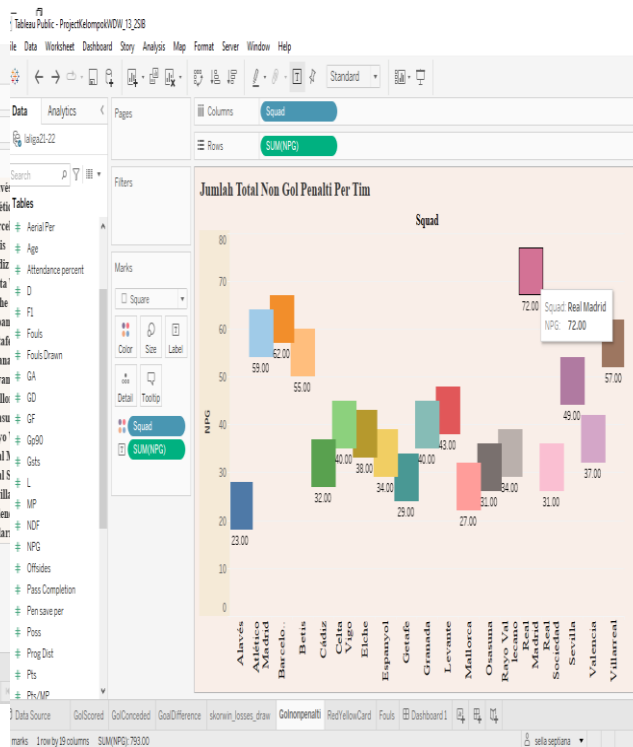 Tableau Public - ProjectKelompokWDW_13_2SIB
ile Data Worksheet Dashboard Story Analysis Map Format Server Window Help
Standard
Data Analytics
laliga21-22
Search
Tables
AerialPer
Age
Attendance percent
D
F1
Fouls
Fouls Drawn
GA
GD
GF
Gp90
Gsts
L
MP
NDF
NPG
Offsides
Pass Completion
Pen save per
Poss
Prog Dist
Pts
Pts/MP
Pages
Filters
Marks
Square
Color Size Label
Detail Tooltip
Squad
SUM(NPG)
Columns Squad
Rows SUM(NPG)
Jumlah Total Non Gol Penalti Per Tim
Squad
NPG
80
70
60
50
40
30
20
10
0
23.00
59.00
62.00
55.00
32.00
40.00
38.00
34.00
29.00
40.00
43.00
27.00
31.00
34.00
72.00
31.00
49.00
37.00
57.00
Squad: Real Madrid
NPG: 72.00
Alavés
Atlético Madrid
Barcelo..
Betis
Cádiz
Celta Vigo
Elche
Espanyol
Getafe
Granada
Levante
Mallorca
Osasuna
Rayo Vallecano
Real Madrid
Real Sociedad
Sevilla
Valencia
Villarreal
Data Source GolScored GolConceded GoalDifference skorwin_losses_draw Golnonpenalti RedYellowCard Fouls Dashboard 1
marks 1 row by 19 columns SUM(NPG): 793.00
sella septiana